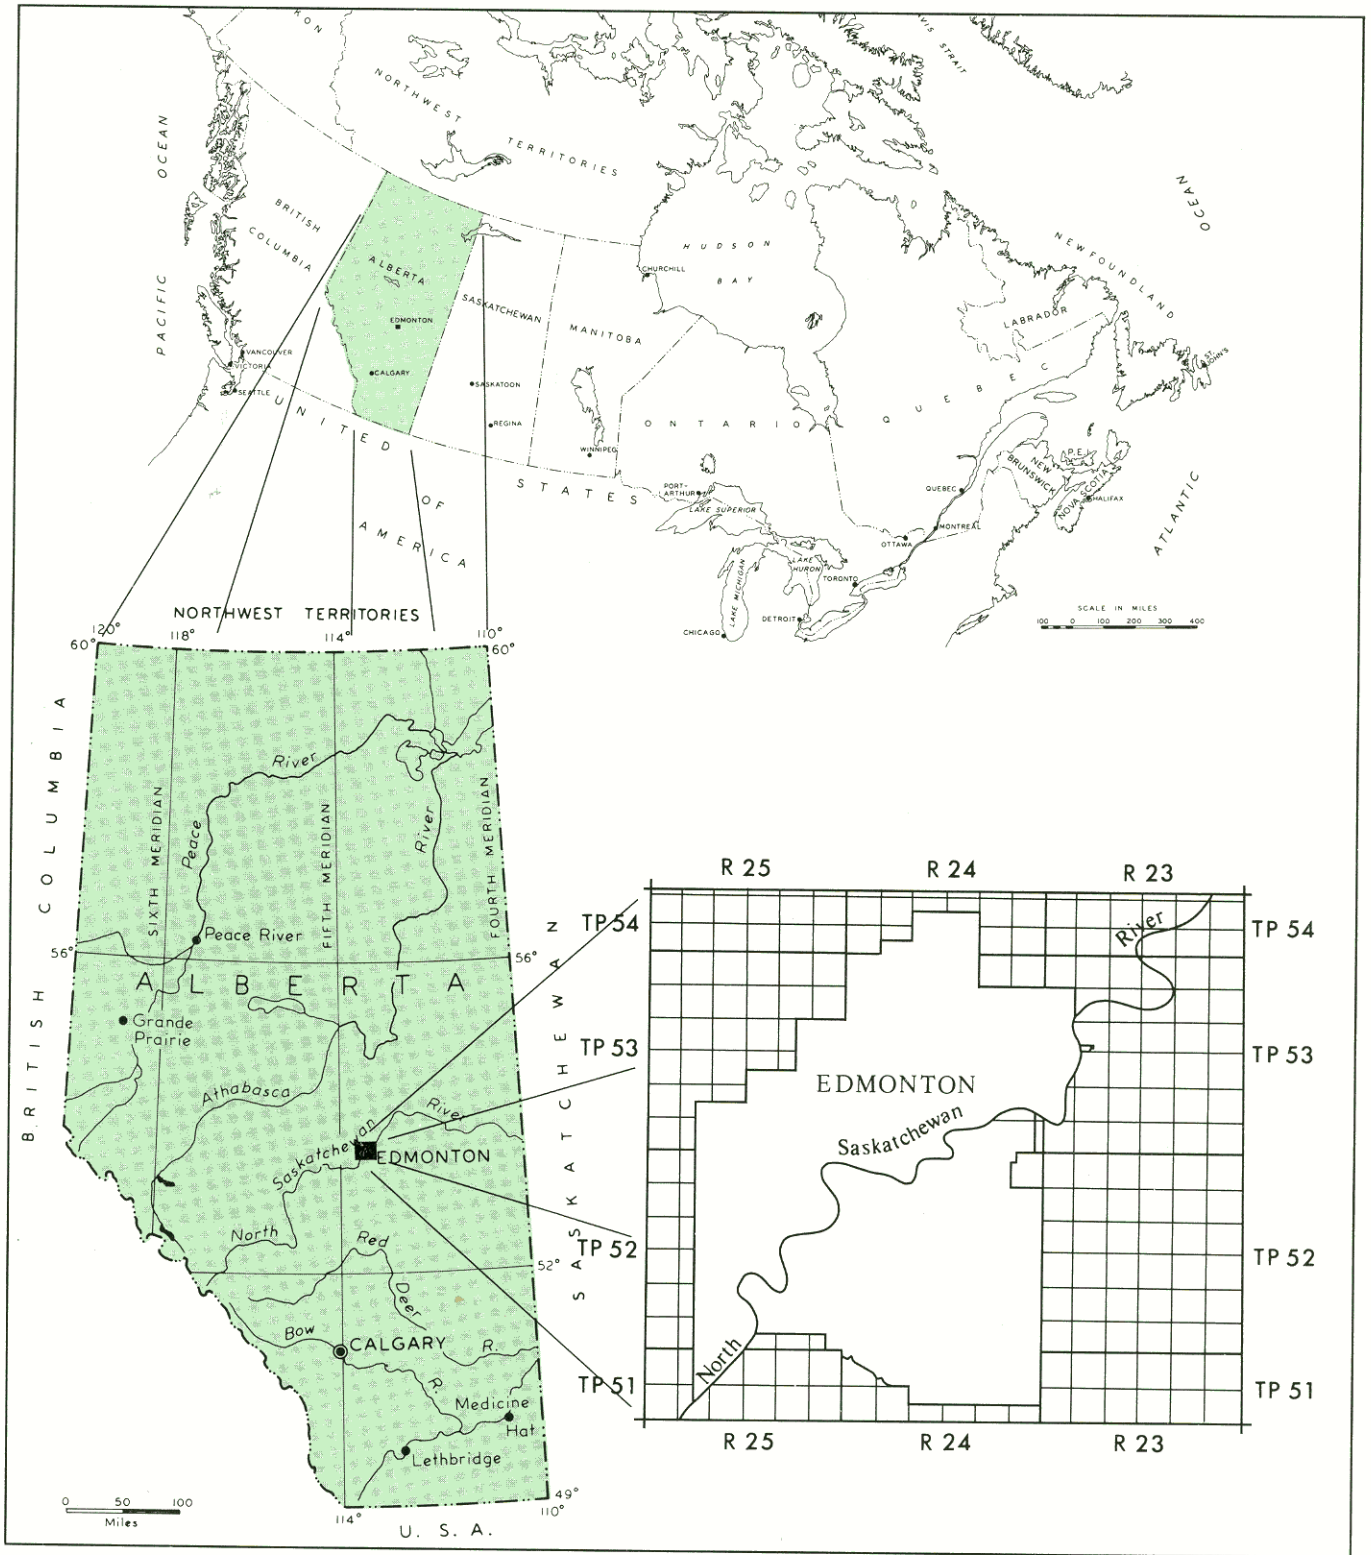 KON
VIS STRAIT
NORTHWEST TERRITORIES
PACIFIC OCEAN
BRITISH
COLUMBIA
ALBERTA
EDMONTON
CALGARY
SASKATCHEWAN
SASKATOON
REGINA
MANITOBA
WINNIPEG
CHURCHILL
HUDSON
BAY
ONTARIO
QUEBEC
LABRADOR
NEWFOUNDLAND
ST. JOHN'S
ATLANTIC OCEAN
VANCOUVER
VICTORIA
SEATTLE
UNITED
STATES
OF
AMERICA
PORT-
ARTHUR
LAKE SUPERIOR
LAKE MICHIGAN
LAKE
HURON
CHICAGO
DETROIT
TORONTO
OTTAWA
MONTREAL
QUEBEC
NEW
BRUNSWICK
P.E.I.
NOVA SCOTIA
HALIFAX
SCALE IN MILES
100 0 100 200 300 400
NORTHWEST TERRITORIES
120° 118° 114° 110°
60° 60°
BRITISH COLUMBIA
SASKATCHEWAN
SIXTH MERIDIAN
FIFTH MERIDIAN
FOURTH MERIDIAN
Peace River
River
Peace River
56° 56°
ALBERTA
Grande
Prairie
Athabasca
North Saskatchewan River
EDMONTON
Red Deer R.
52°
Bow R.
CALGARY
Medicine
Hat
Lethbridge
49°
110°
114°
U. S. A.
0 50 100
Miles
R 25 R 24 R 23
TP 54 TP 54
TP 53 TP 53
TP 52 TP 52
TP 51 TP 51
EDMONTON
North Saskatchewan River
R 25 R 24 R 23